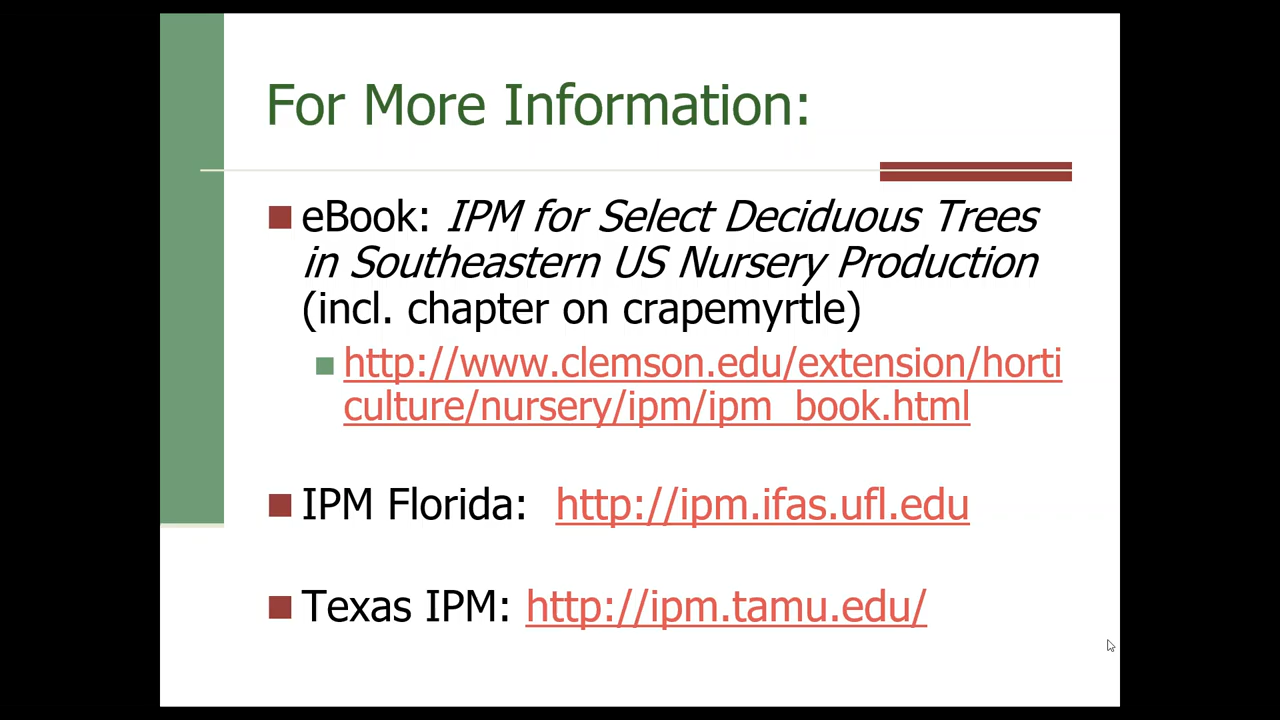 For More Information:
eBook: IPM for Select Deciduous Trees
in Southeastern US Nursery Production
(incl. chapter on crapemyrtle)
http://www.clemson.edu/extension/horti
culture/nursery/ipm/ipm_book.html
IPM Florida: http://ipm.ifas.ufl.edu
Texas IPM: http://ipm.tamu.edu/